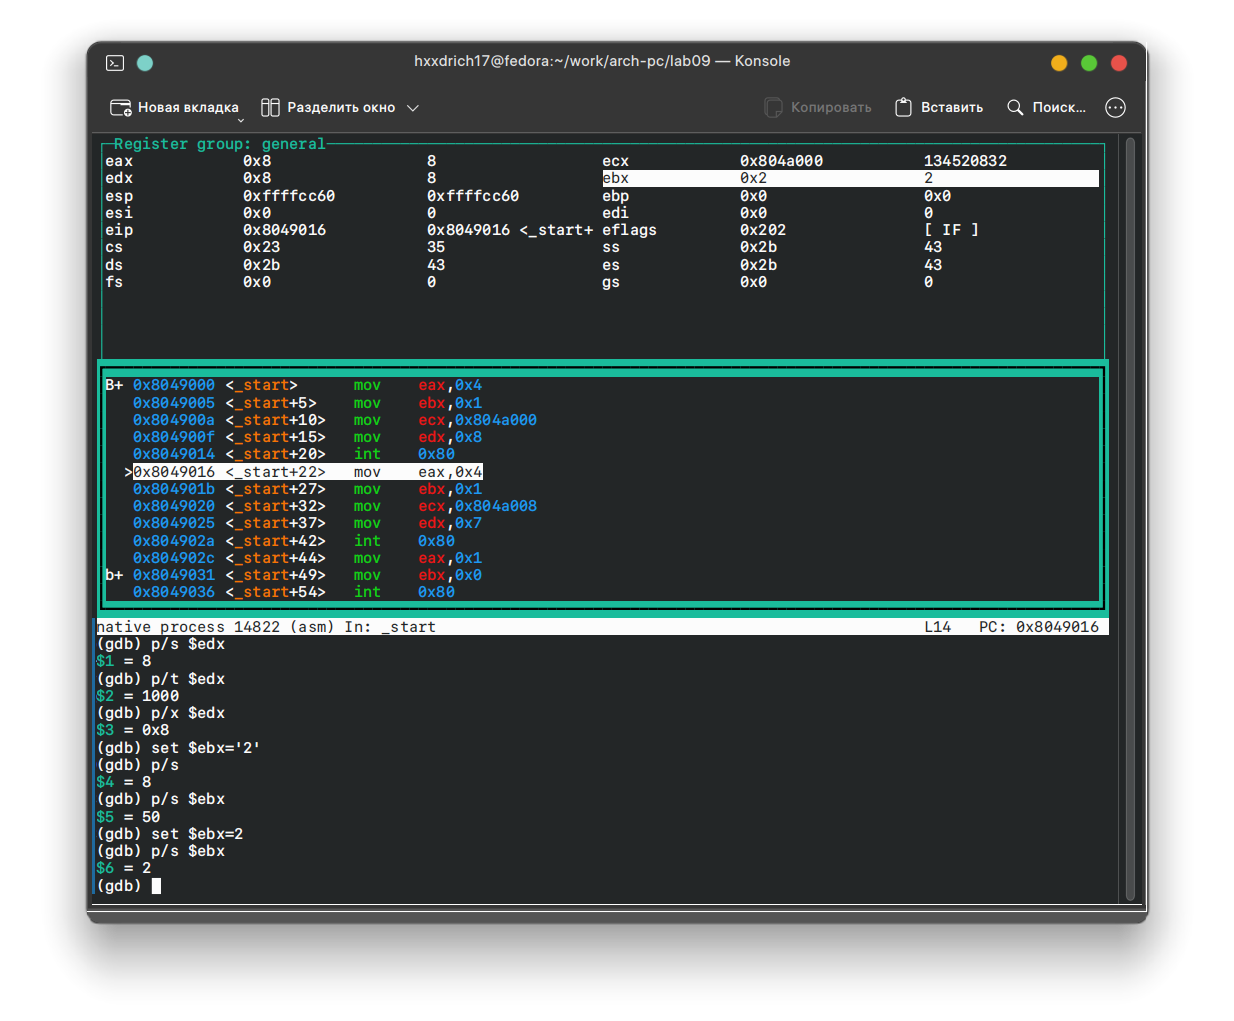 hxxdrich17@fedora:~/work/arch-pc/lab09 — Konsole
Новая вкладка Разделить окно Копировать Вставить Поиск...
Register group: general
eax 0x8 8 ecx 0x804a000 134520832
edx 0x8 8 ebx 0x2 2
esp 0xffffcc60 0xffffcc60 ebp 0x0 0x0
esi 0x0 0 edi 0x0 0
eip 0x8049016 0x8049016 <_start+ eflags 0x202 [ IF ]
cs 0x23 35 ss 0x2b 43
ds 0x2b 43 es 0x2b 43
fs 0x0 0 gs 0x0 0
B+ 0x8049000 <_start> mov eax,0x4
0x8049005 <_start+5> mov ebx,0x1
0x804900a <_start+10> mov ecx,0x804a000
0x804900f <_start+15> mov edx,0x8
0x8049014 <_start+20> int 0x80
>0x8049016 <_start+22> mov eax,0x4
0x804901b <_start+27> mov ebx,0x1
0x8049020 <_start+32> mov ecx,0x804a008
0x8049025 <_start+37> mov edx,0x7
0x804902a <_start+42> int 0x80
0x804902c <_start+44> mov eax,0x1
b+ 0x8049031 <_start+49> mov ebx,0x0
0x8049036 <_start+54> int 0x80
native process 14822 (asm) In: _start L14 PC: 0x8049016
(gdb) p/s $edx
$1 = 8
(gdb) p/t $edx
$2 = 1000
(gdb) p/x $edx
$3 = 0x8
(gdb) set $ebx='2'
(gdb) p/s
$4 = 8
(gdb) p/s $ebx
$5 = 50
(gdb) set $ebx=2
(gdb) p/s $ebx
$6 = 2
(gdb)